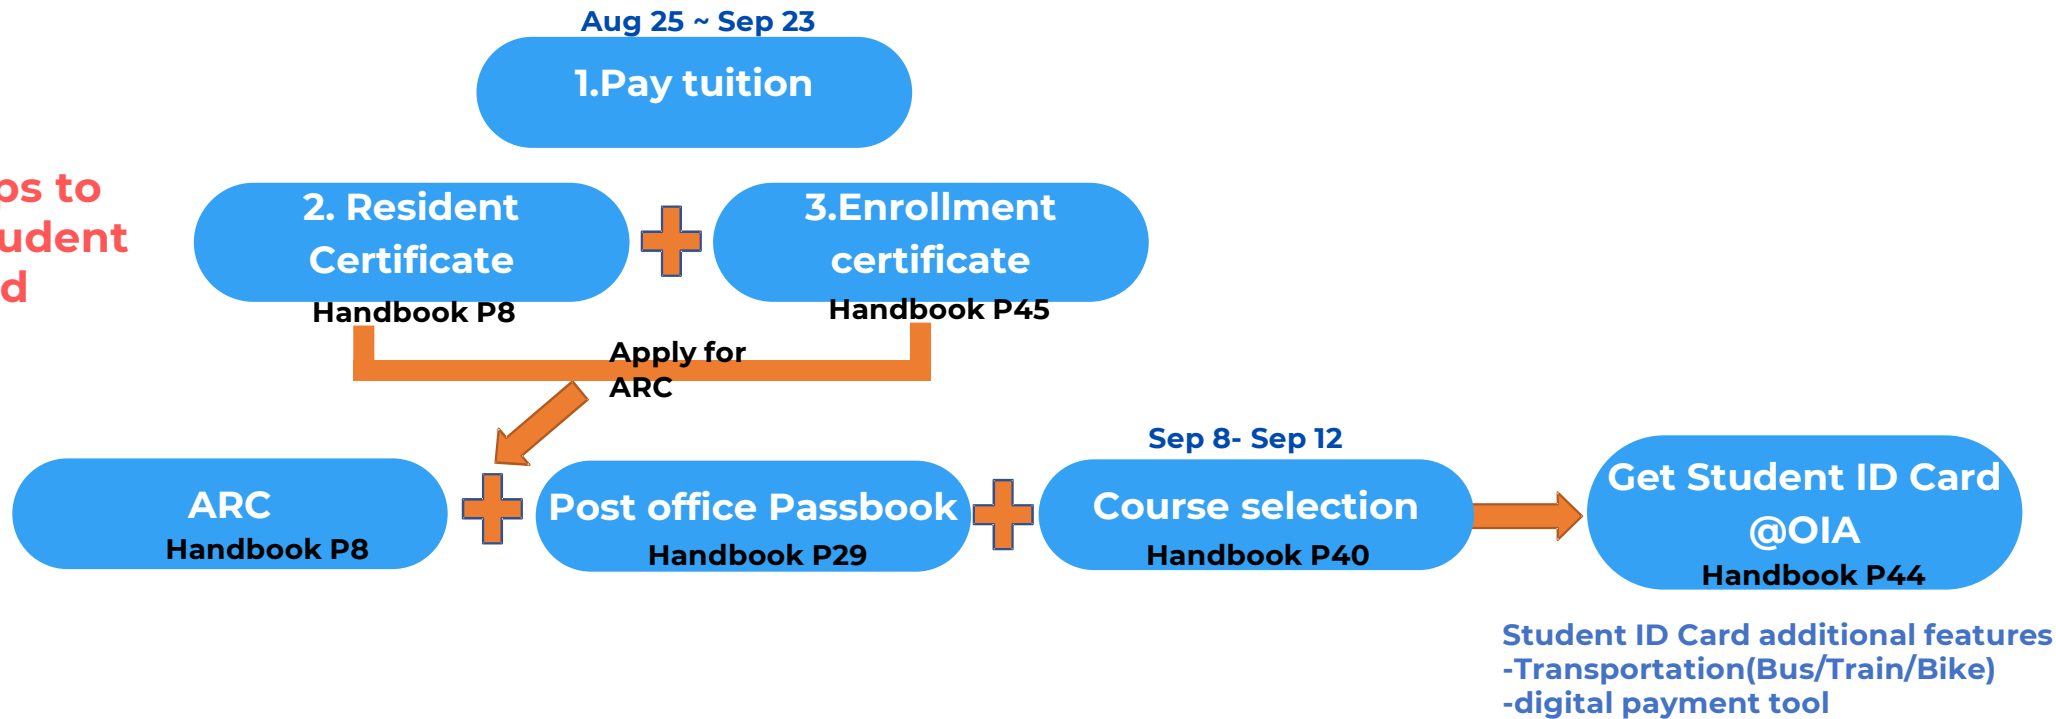 Aug 25 ~ Sep 23
1.Pay tuition
ps to
udent
d
2. Resident
Certificate
Handbook P8
3.Enrollment
certificate
Handbook P45
Apply for
ARC
ARC
Handbook P8
Post office Passbook
Handbook P29
Sep 8- Sep 12
Course selection
Handbook P40
Get Student ID Card
@OIA
Handbook P44
Student ID Card additional features
-Transportation(Bus/Train/Bike)
-digital payment tool